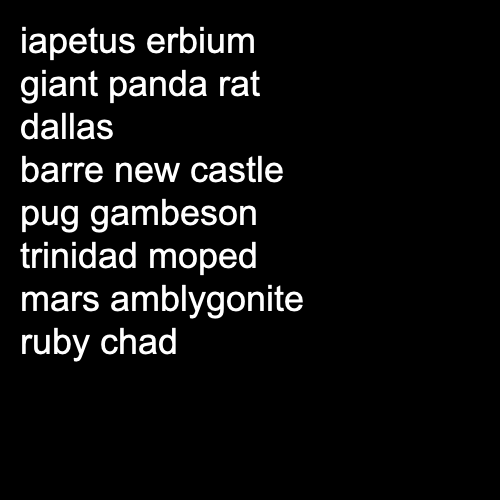 iapetus erbium
giant panda rat
dallas
barre new castle
pug gambeson
trinidad moped
mars amblygonite
ruby chad